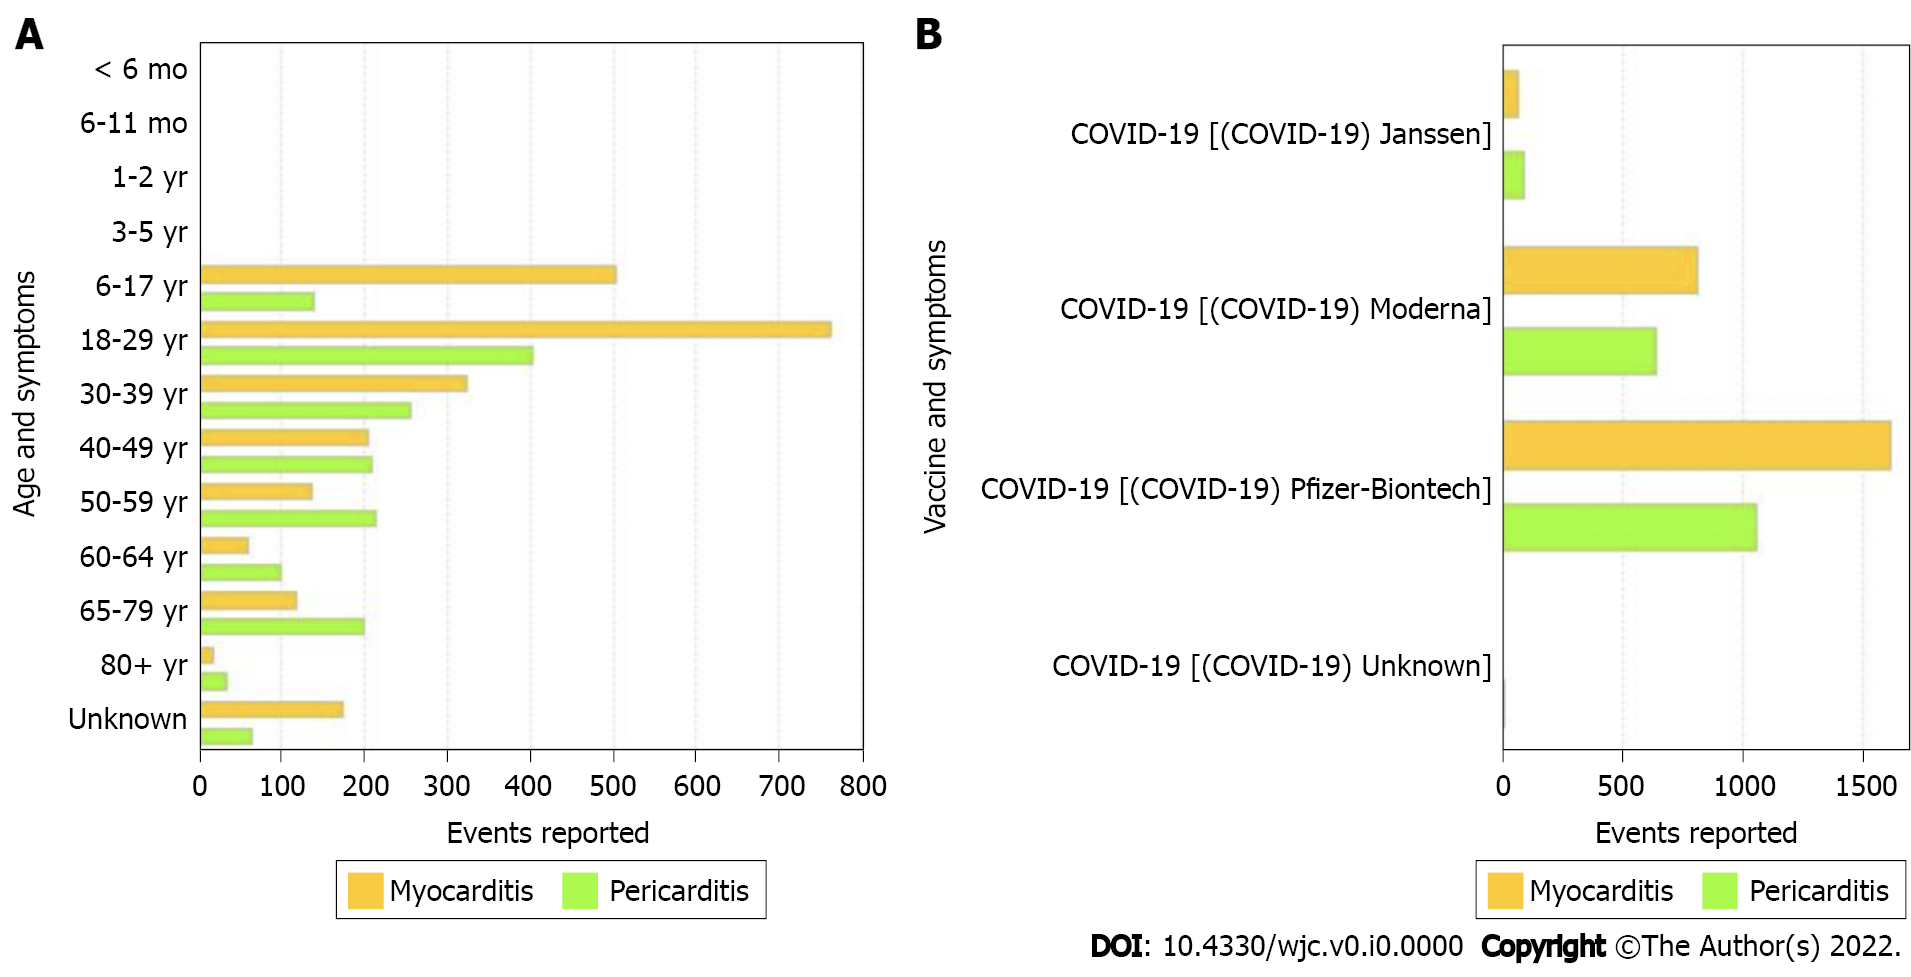 A
< 6 mo
6-11 mo
1-2 yr
3-5 yr
6-17 yr
18-29 yr
30-39 yr
40-49 yr
50-59 yr
60-64 yr
65-79 yr
80+ yr
Unknown
Age and symptoms
0 100 200 300 400 500 600 700 800
Events reported
Myocarditis Pericarditis
B
COVID-19 [(COVID-19) Janssen]
COVID-19 [(COVID-19) Moderna]
COVID-19 [(COVID-19) Pfizer-Biontech]
COVID-19 [(COVID-19) Unknown]
Vaccine and symptoms
0 500 1000 1500
Events reported
Myocarditis Pericarditis
DOI: 10.4330/wjc.v0.i0.0000 Copyright ©The Author(s) 2022.